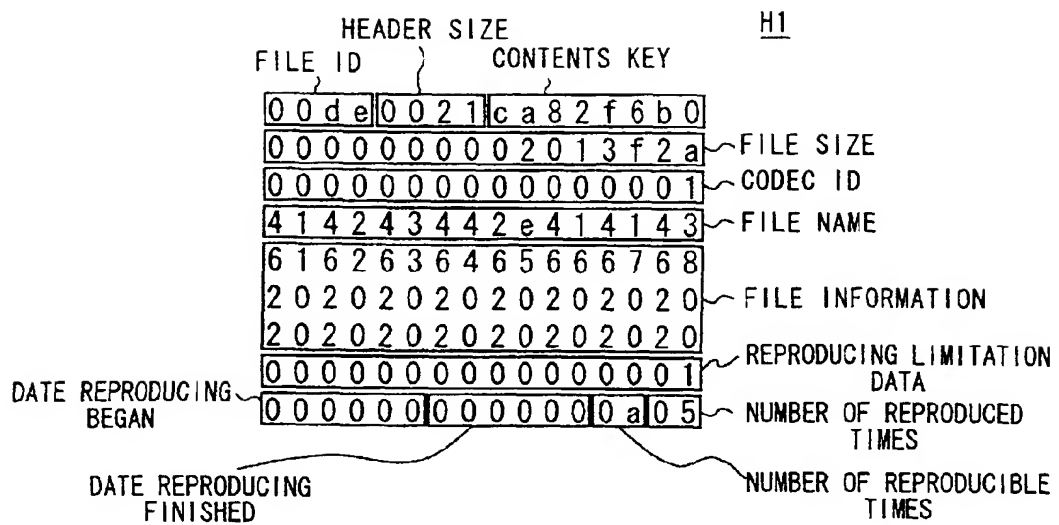 H1
HEADER SIZE
FILE ID
CONTENTS KEY
00de 0021 ca82f6b0
0000000002013f2a
FILE SIZE
0000000000000001
CODEC ID
414243442e414143
FILE NAME
6162636465666768
2020202020202020
FILE INFORMATION
2020202020202020
0000000000000001
REPRODUCING LIMITATION
DATA
DATE REPRODUCING
BEGAN
000000 000000 0a 05
NUMBER OF REPRODUCED
TIMES
DATE REPRODUCING
FINISHED
NUMBER OF REPRODUCIBLE
TIMES